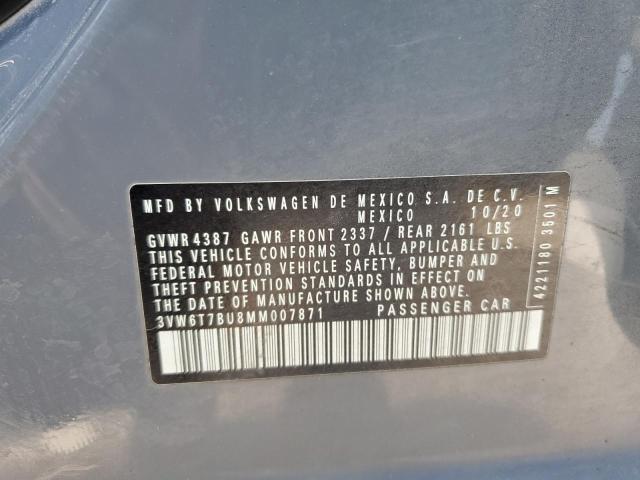 MFD BY VOLKSWAGEN DE MEXICO S.A. DE C.V.
MEXICO 10/20
GVWR 4387 GAWR FRONT 2337 / REAR 2161 LBS
THIS VEHICLE CONFORMS TO ALL APPLICABLE U.S.
FEDERAL MOTOR VEHICLE SAFETY, BUMPER AND
THEFT PREVENTION STANDARDS IN EFFECT ON
THE DATE OF MANUFACTURE SHOWN ABOVE.
3VW6T7BU8MM007871 PASSENGER CAR
4221180 3501 M